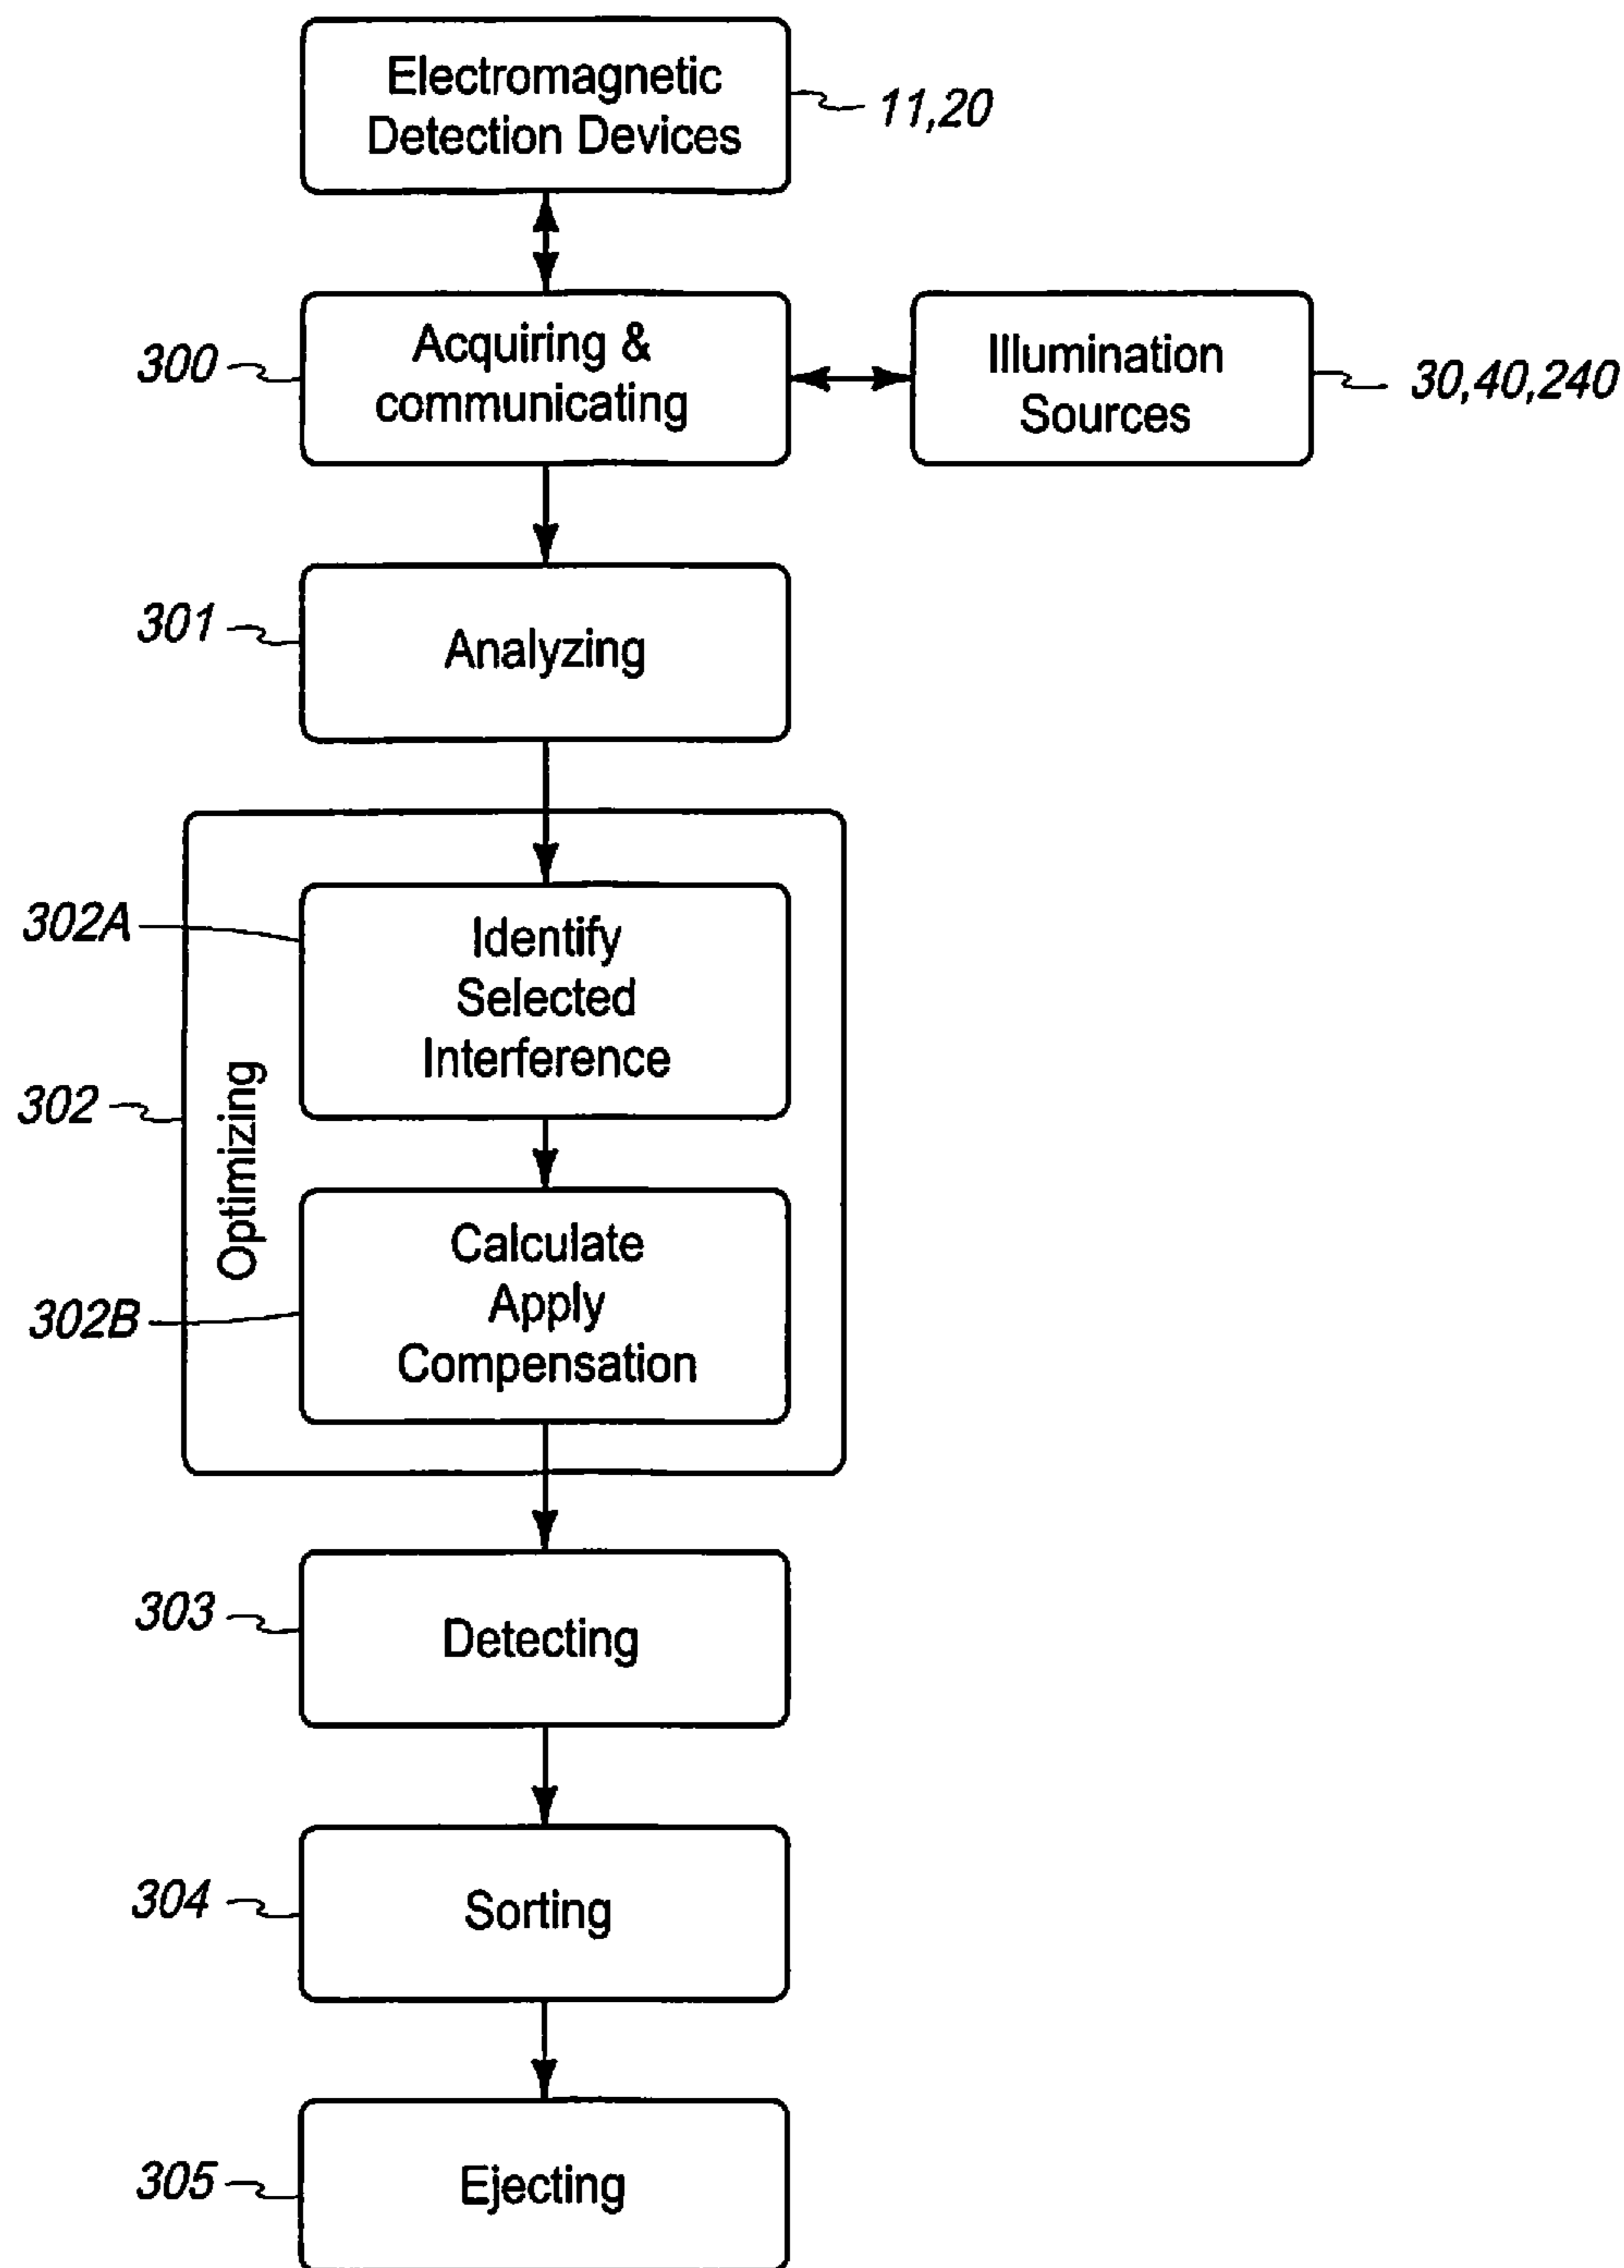 Electromagnetic
Detection Devices
11,20
300
Acquiring &
communicating
Illumination
Sources
30,40,240
301
Analyzing
302
Optimizing
302A
Identify
Selected
Interference
302B
Calculate
Apply
Compensation
303
Detecting
304
Sorting
305
Ejecting